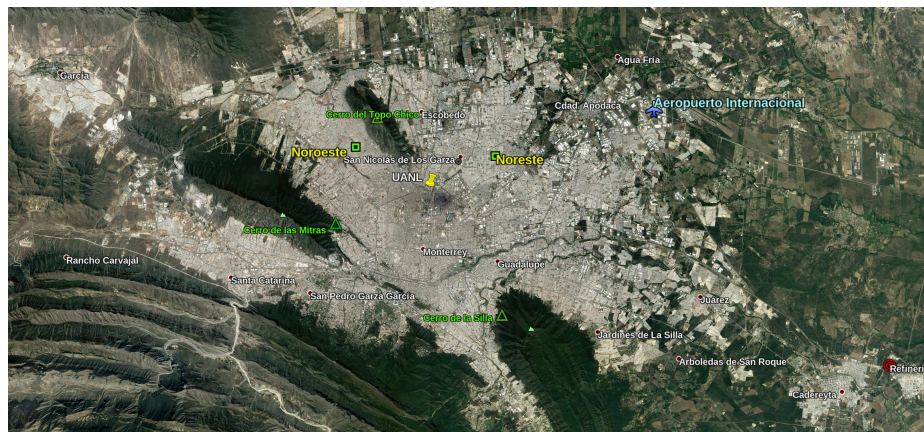 Agua Fría
García
Aeropuerto Internacional
Cdad. Apodaca
Cerro del Topo Chico
Escobedo
Noroeste
San Nicolás de Los Garza
Noreste
UANL
Cerro de las Mitras
Monterrey
Rancho Carvajal
Guadalupe
Santa Catarina
San Pedro Garza García
Juárez
Cerro de la Silla
Jardines de La Silla
Arboledas de San Roque
Refinerí
Cadereyta